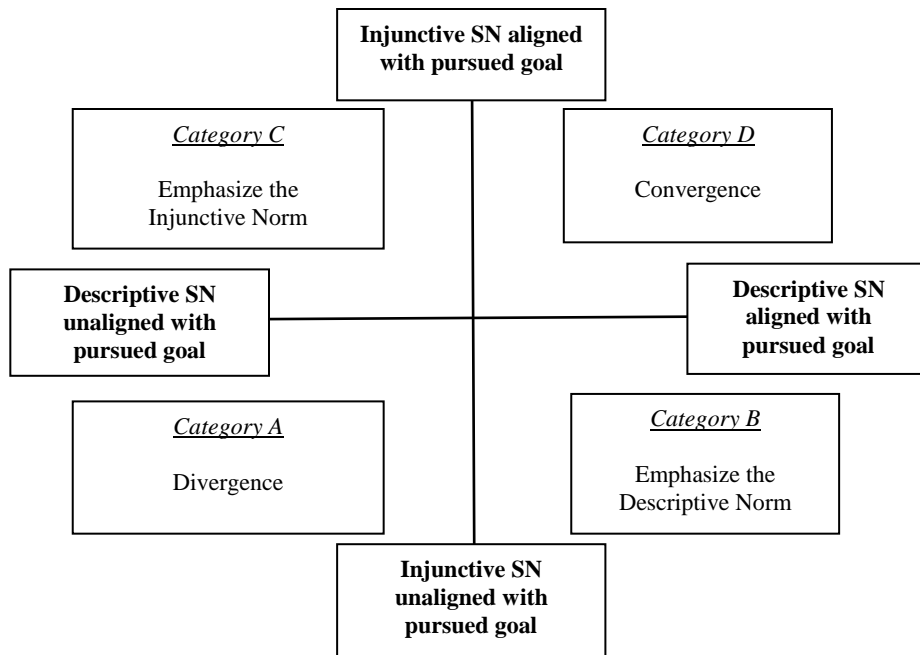 Injunctive SN aligned
with pursued goal
Category C
Emphasize the
Injunctive Norm
Category D
Convergence
Descriptive SN
unaligned with
pursued goal
Descriptive SN
aligned with
pursued goal
Category A
Divergence
Category B
Emphasize the
Descriptive Norm
Injunctive SN
unaligned with
pursued goal